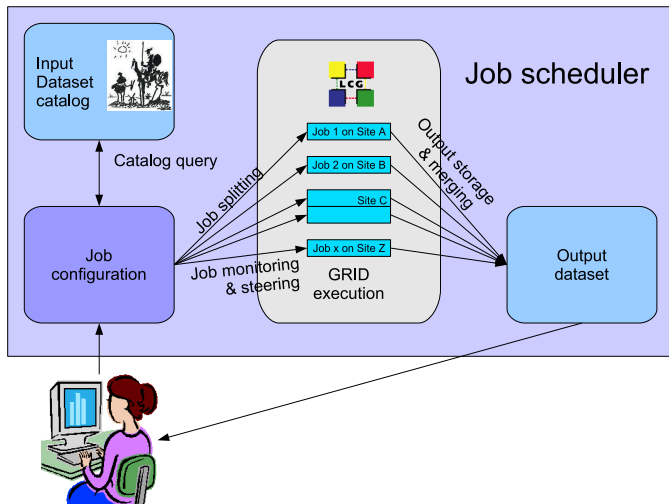 Job scheduler
Input
Dataset
catalog
LCG
Catalog query
Job splitting
Job 1 on Site A
Job 2 on Site B
Site C
Job x on Site Z
Output storage
& merging
Job
configuration
Job monitoring
& steering
GRID
execution
Output
dataset